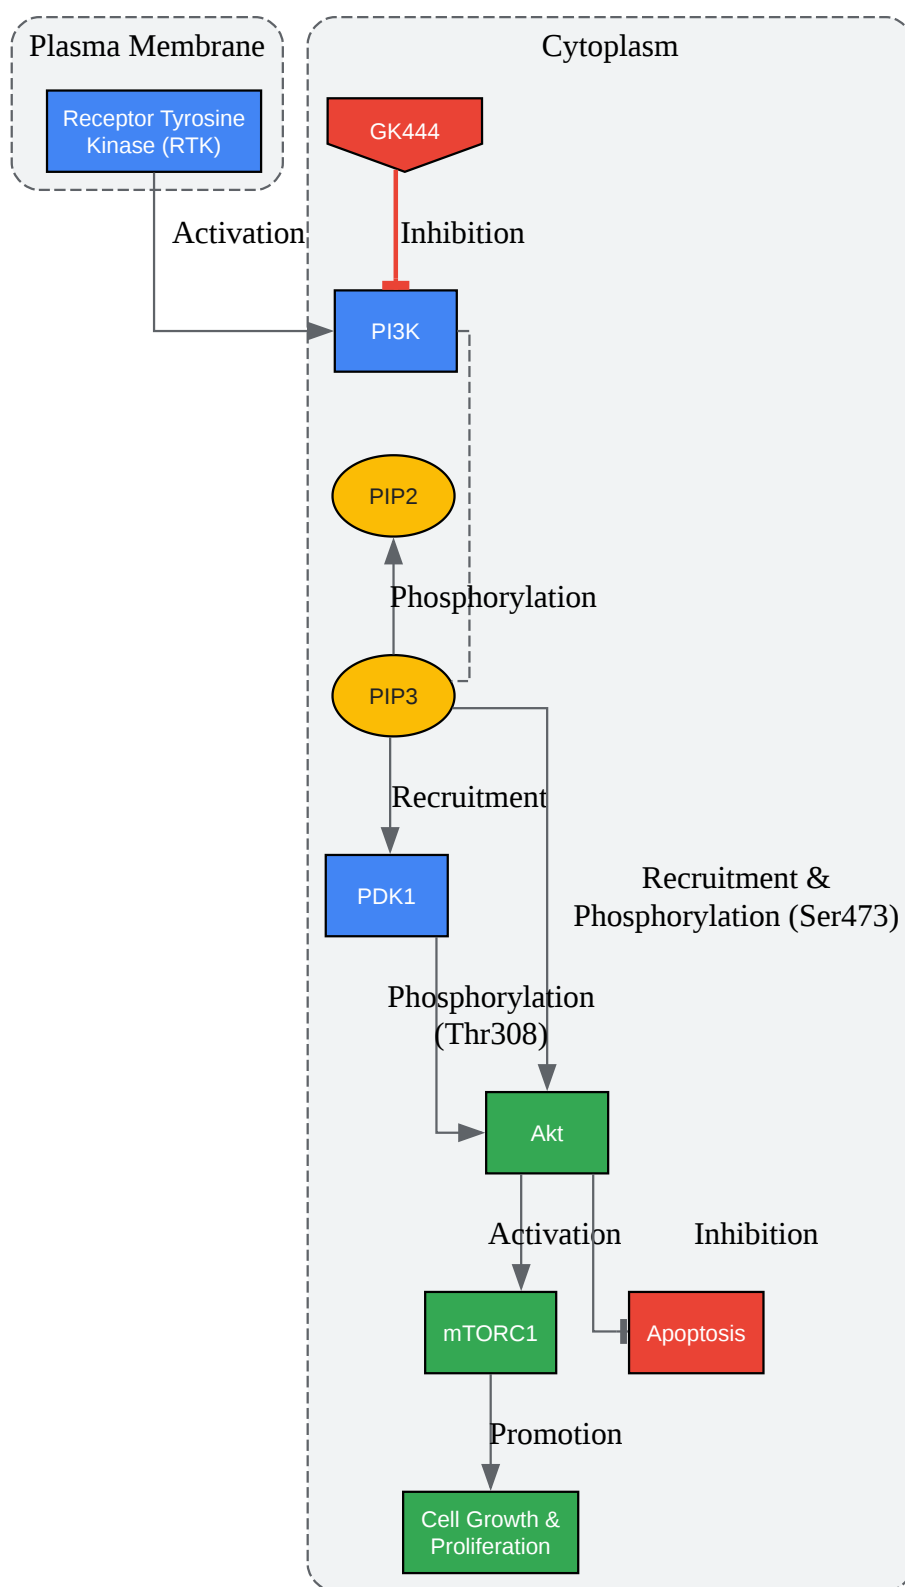 Plasma Membrane
Cytoplasm
Receptor Tyrosine
Kinase (RTK)
GK444
Activation
Inhibition
PI3K
PIP2
Phosphorylation
PIP3
Recruitment
PDK1
Recruitment &
Phosphorylation (Ser473)
Phosphorylation
(Thr308)
Akt
Activation
Inhibition
mTORC1
Apoptosis
Promotion
Cell Growth &
Proliferation